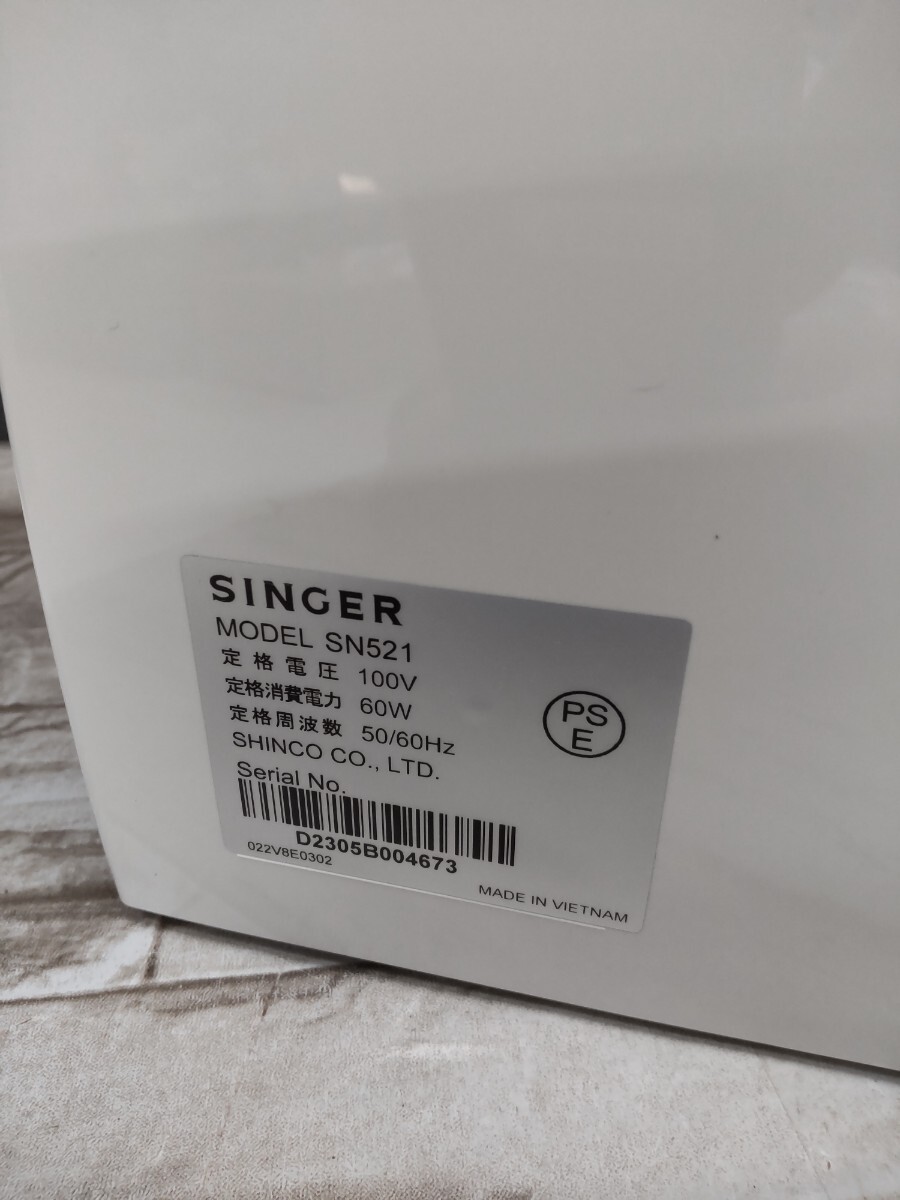 SINGER
MODEL SN521
定格電圧 100V
定格消費電力 60W
定格周波数 50/60Hz
SHINCO CO., LTD.
Serial No.
D2305B004673
022V8E0302
MADE IN VIETNAM
PS
E